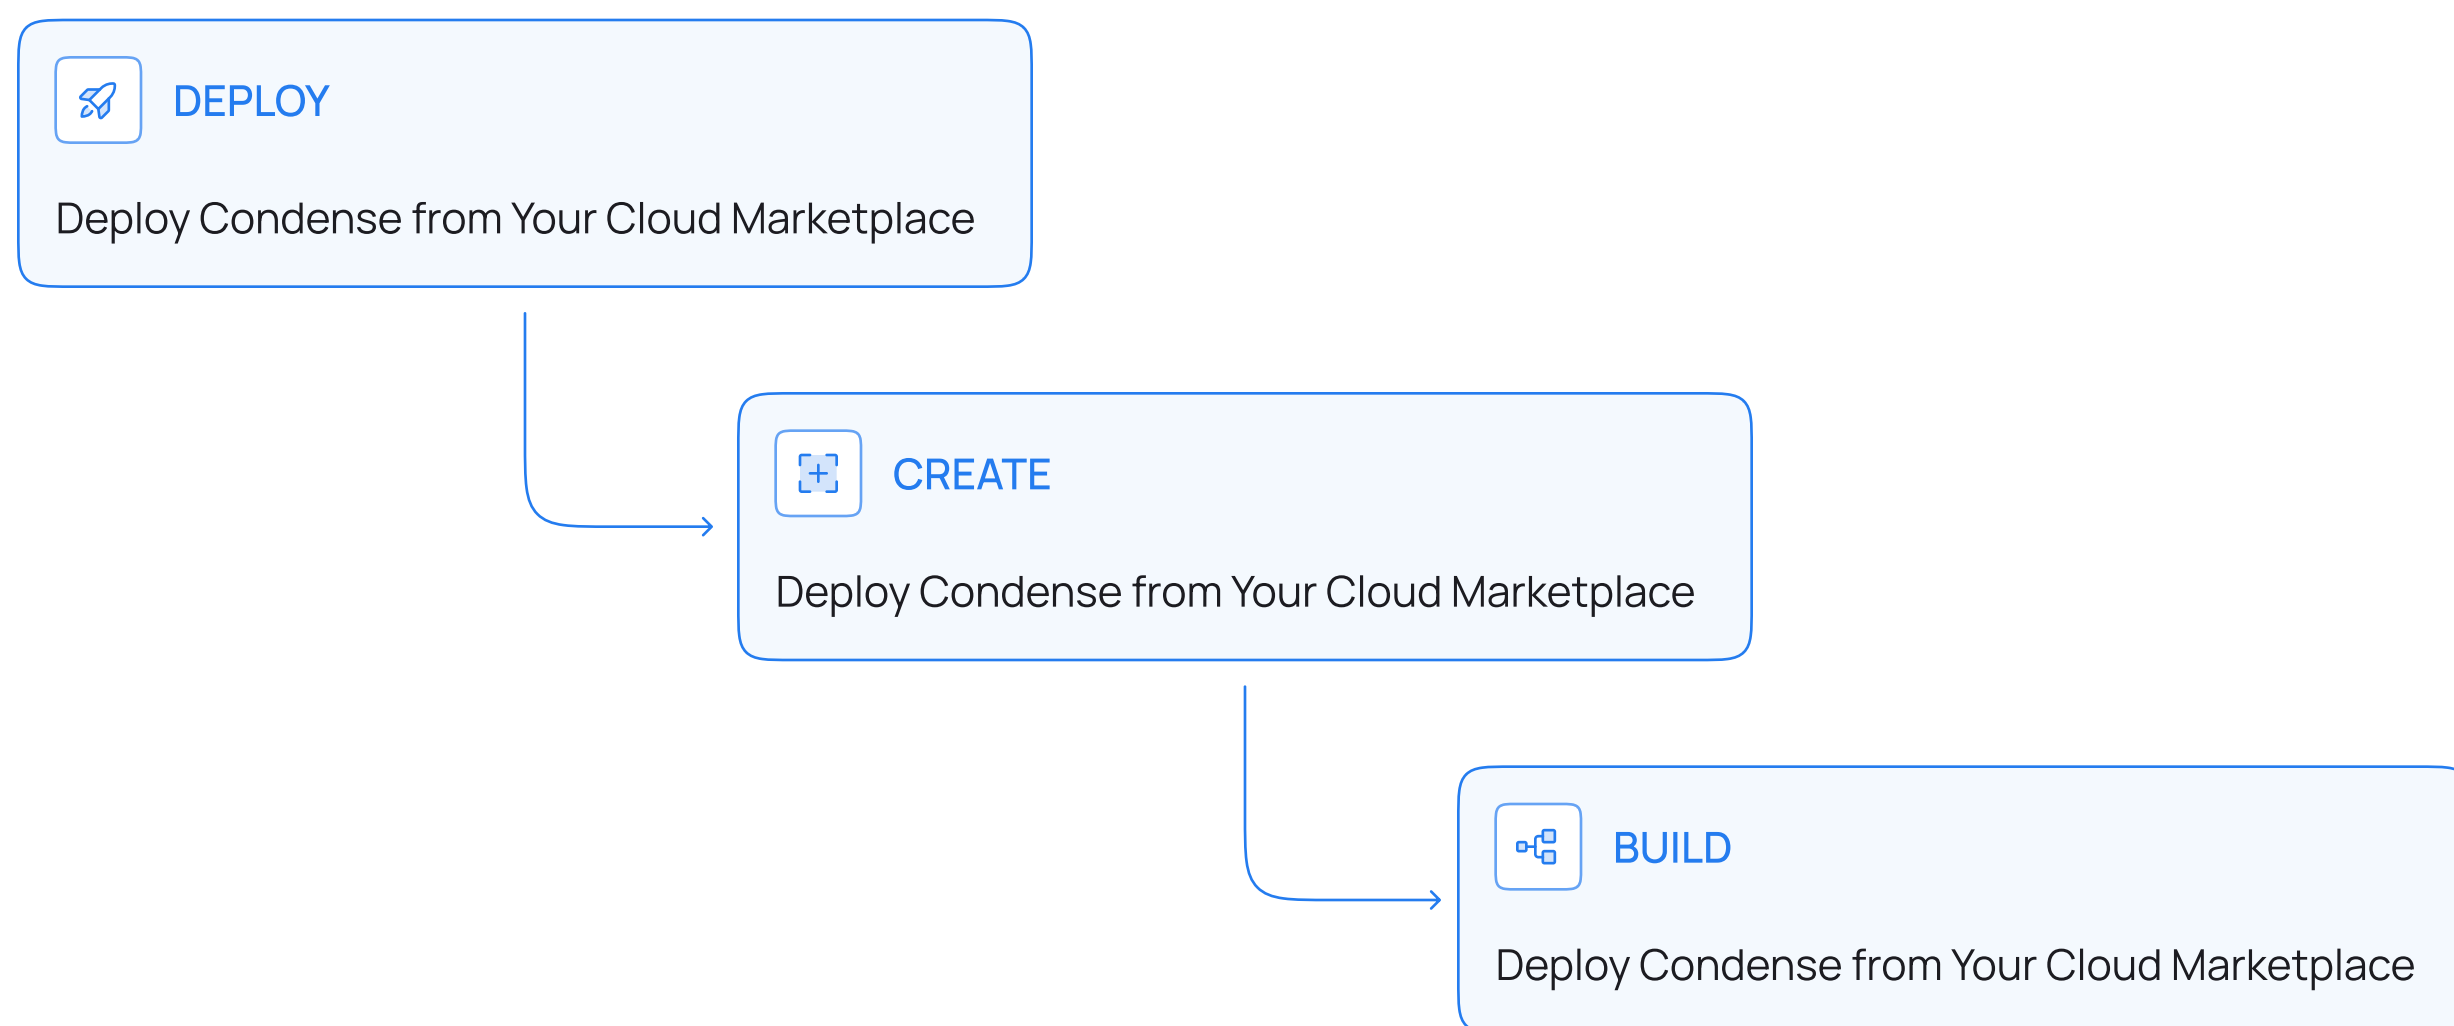 DEPLOY
Deploy Condense from Your Cloud Marketplace
CREATE
Deploy Condense from Your Cloud Marketplace
BUILD
Deploy Condense from Your Cloud Marketplace